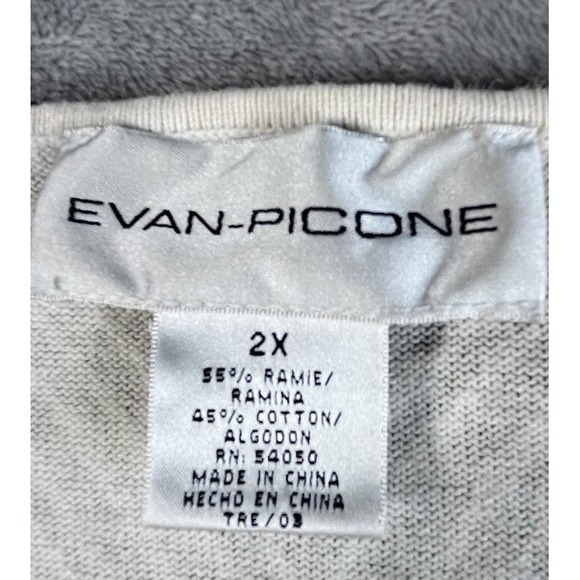 EVAN-PICONE
2X
55% RAMIE/
RAMINA
45% COTTON/
ALGODON
RN: 54050
MADE IN CHINA
HECHO EN CHINA
TRE/03